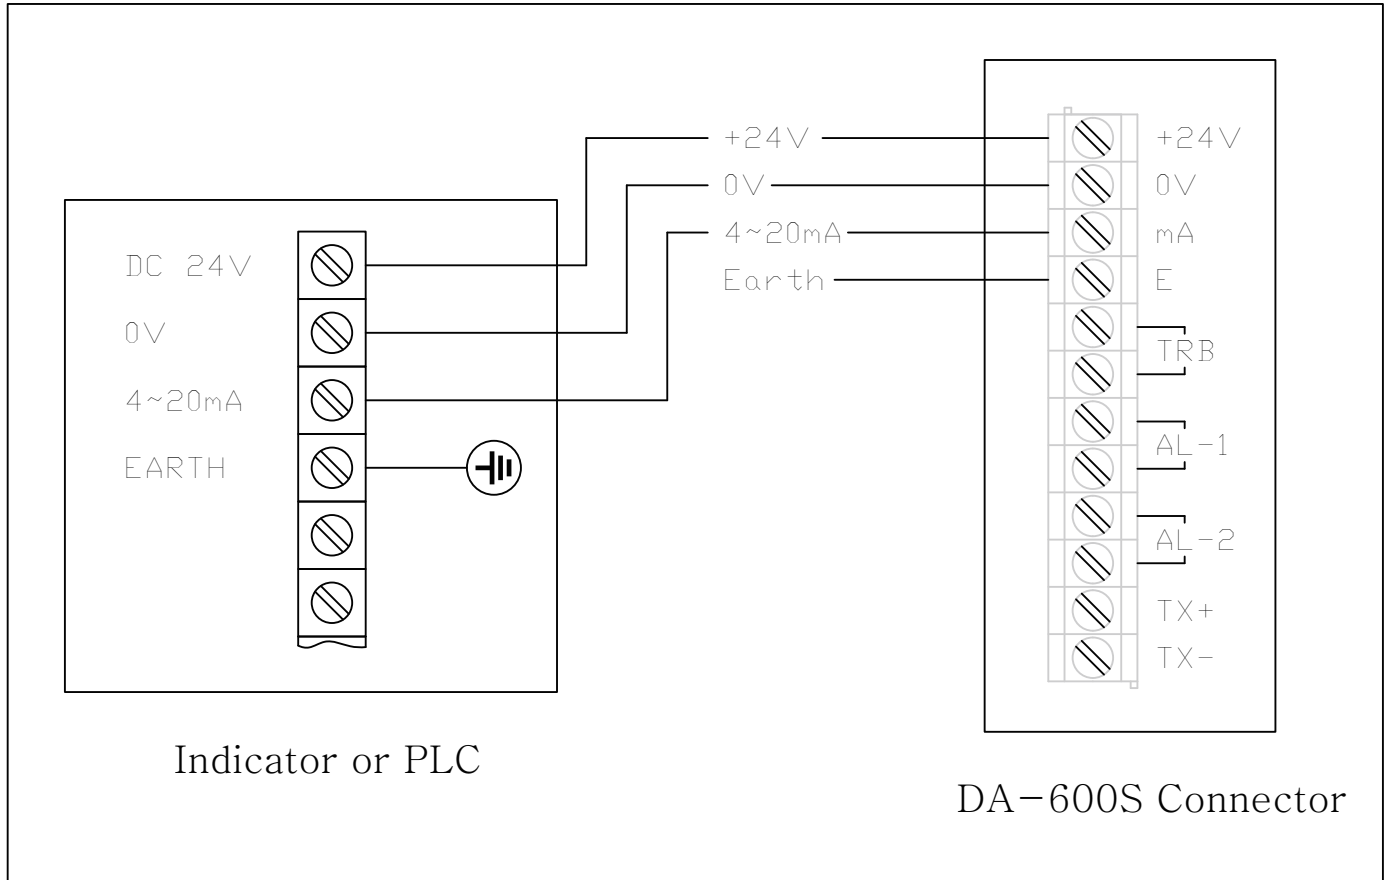 +24V
0V
4~20mA
Earth
DC 24V
0V
4~20mA
EARTH
Indicator or PLC
+24V
0V
mA
E
TRB
AL-1
AL-2
TX+
TX-
DA-600S Connector